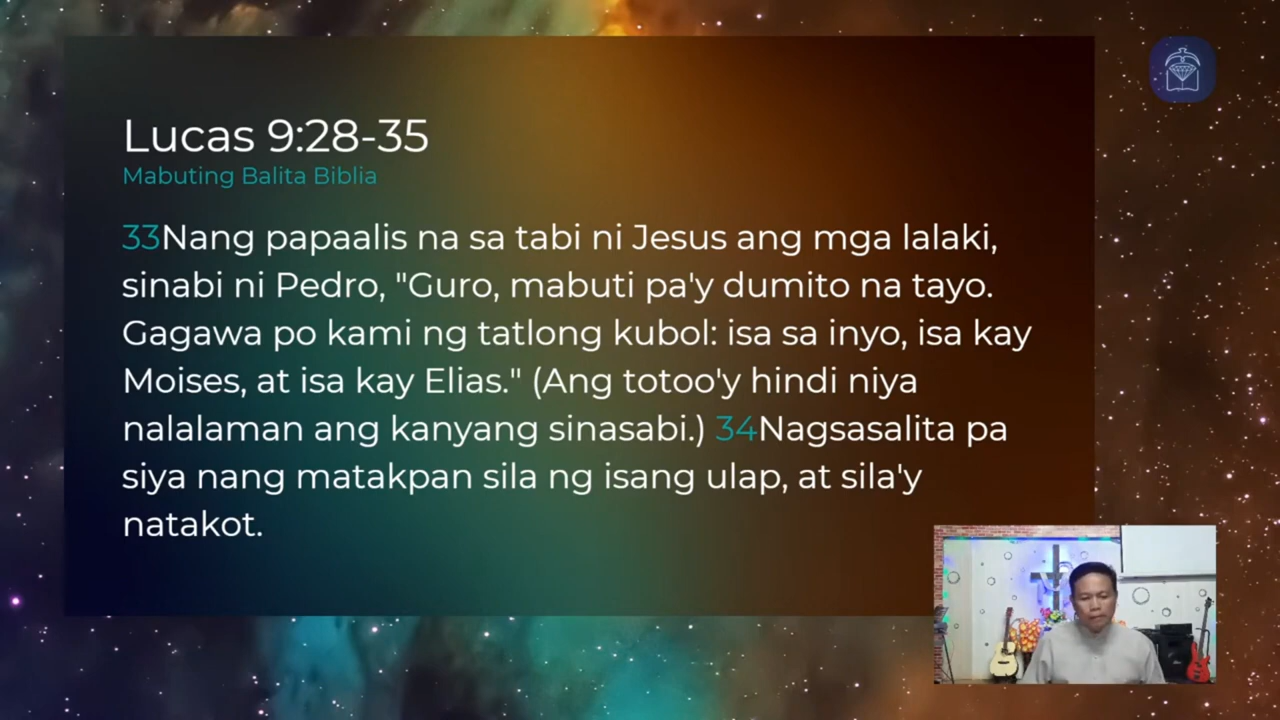 Lucas 9:28-35
Mabuting Balita Biblia
33Nang papaalis na sa tabi ni Jesus ang mga lalaki,
sinabi ni Pedro, "Guro, mabuti pa'y dumito na tayo.
Gagawa po kami ng tatlong kubol: isa sa inyo, isa kay
Moises, at isa kay Elias." (Ang totoo'y hindi niya
nalalaman ang kanyang sinasabi.) 34Nagsasalita pa
siya nang matakpan sila ng isang ulap, at sila'y
natakot.